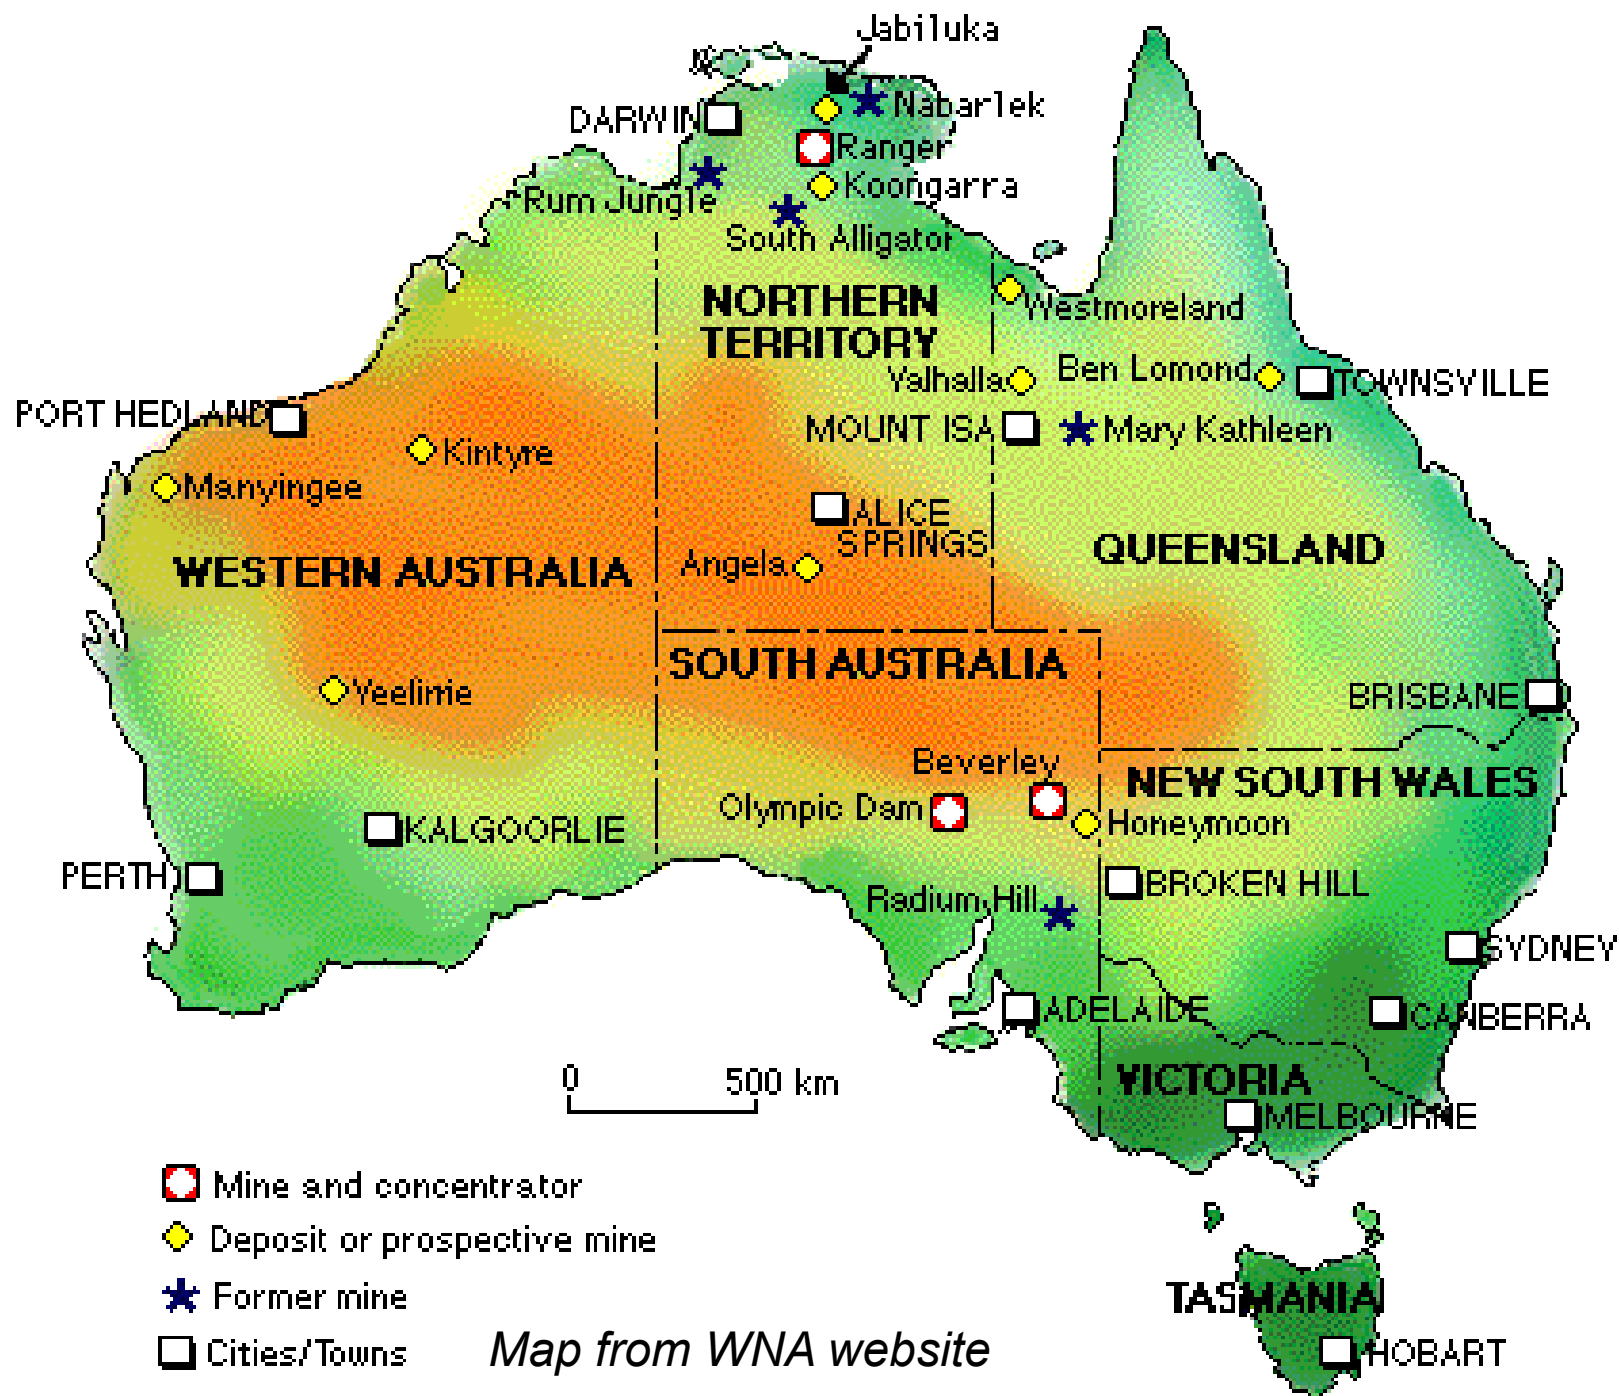 Jabiluka
Nabarlek
DARWIN
Ranger
Koongarra
Rum Jungle
South Alligator
NORTHERN
TERRITORY
Westmoreland
Valhalla
Ben Lomond
TOWNSVILLE
PORT HEDLAND
MOUNT ISA
Mary Kathleen
Kintyre
Manyingee
ALICE
SPRINGS
QUEENSLAND
WESTERN AUSTRALIA
Angela
SOUTH AUSTRALIA
Yeelirrie
BRISBANE
Beverley
NEW SOUTH WALES
Olympic Dam
Honeymoon
KALGOORLIE
PERTH
BROKEN HILL
Radium Hill
SYDNEY
ADELAIDE
CANBERRA
0 500 km
VICTORIA
MELBOURNE
Mine and concentrator
Deposit or prospective mine
Former mine
TASMANIA
Cities/Towns
Map from WNA website
HOBART